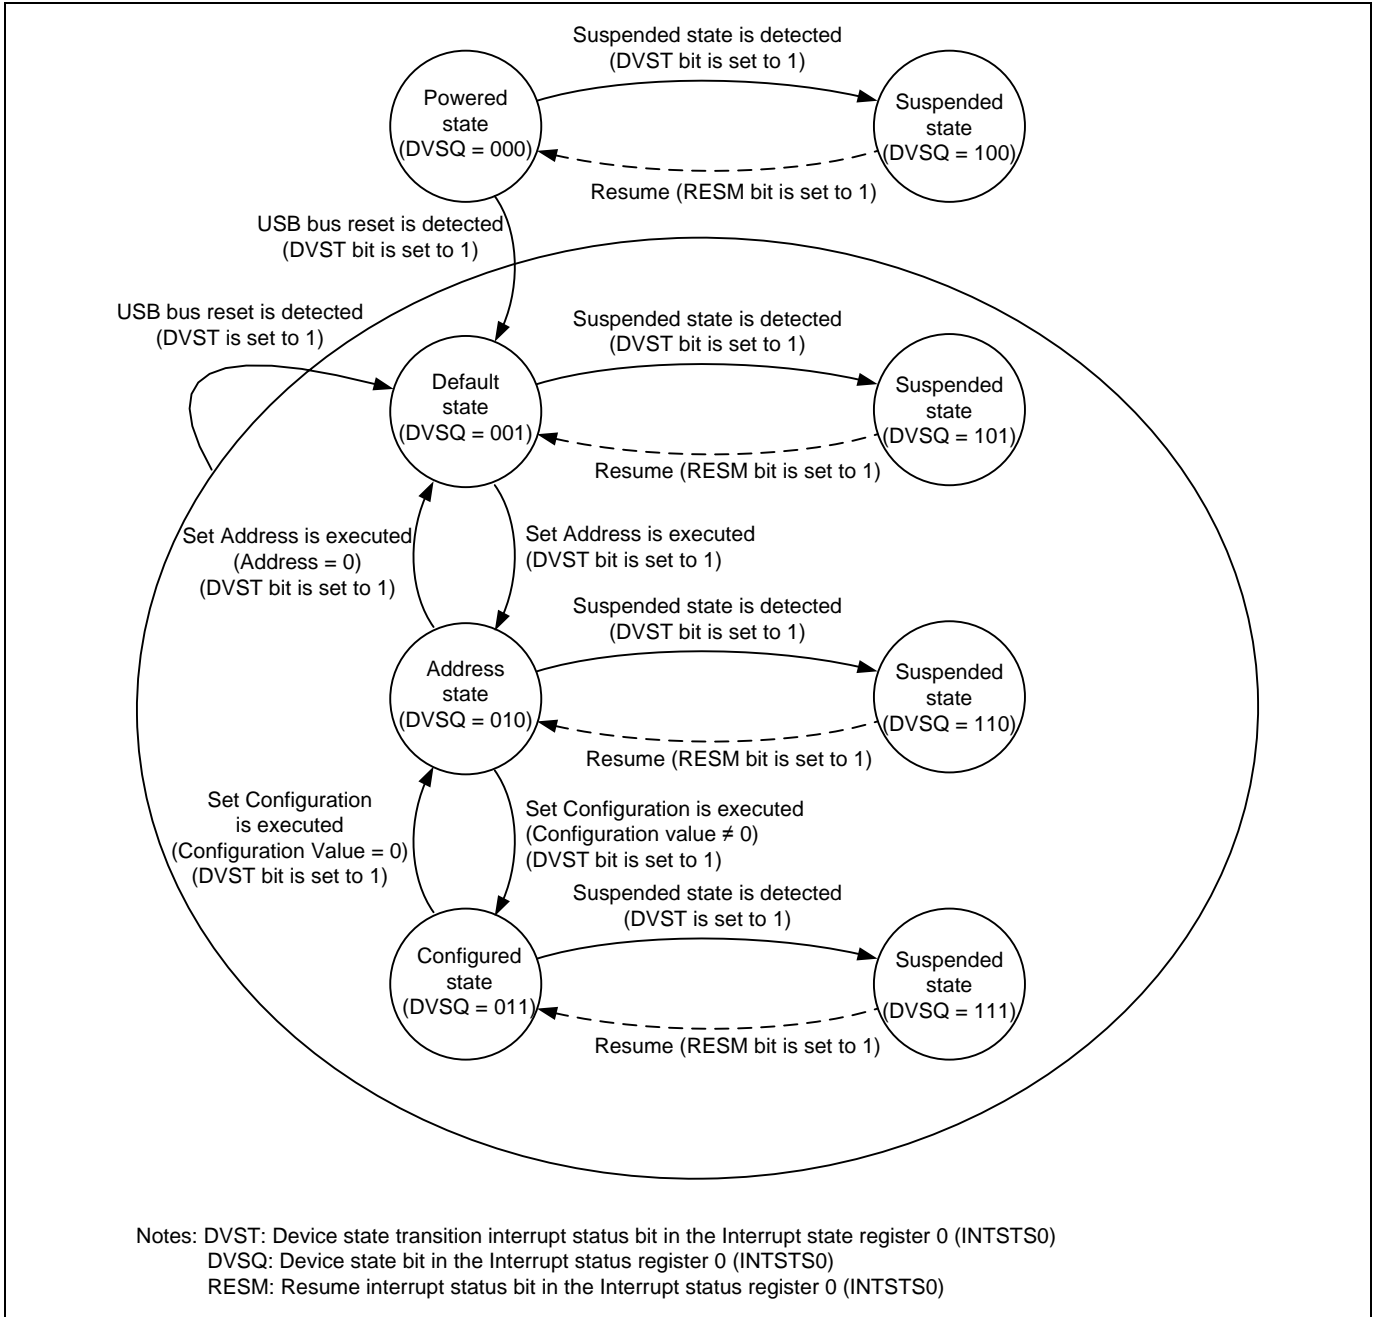 Suspended state is detected
(DVST bit is set to 1)
Powered
state
(DVSQ = 000)
Suspended
state
(DVSQ = 100)
Resume (RESM bit is set to 1)
USB bus reset is detected
(DVST bit is set to 1)
USB bus reset is detected
(DVST is set to 1)
Suspended state is detected
(DVST bit is set to 1)
Default
state
(DVSQ = 001)
Suspended
state
(DVSQ = 101)
Resume (RESM bit is set to 1)
Set Address is executed
(Address = 0)
(DVST bit is set to 1)
Set Address is executed
(DVST bit is set to 1)
Suspended state is detected
(DVST bit is set to 1)
Address
state
(DVSQ = 010)
Suspended
state
(DVSQ = 110)
Resume (RESM bit is set to 1)
Set Configuration
is executed
(Configuration Value = 0)
(DVST bit is set to 1)
Set Configuration is executed
(Configuration value ≠ 0)
(DVST bit is set to 1)
Suspended state is detected
(DVST is set to 1)
Configured
state
(DVSQ = 011)
Suspended
state
(DVSQ = 111)
Resume (RESM bit is set to 1)
Notes: DVST: Device state transition interrupt status bit in the Interrupt state register 0 (INTSTS0)
DVSQ: Device state bit in the Interrupt status register 0 (INTSTS0)
RESM: Resume interrupt status bit in the Interrupt status register 0 (INTSTS0)